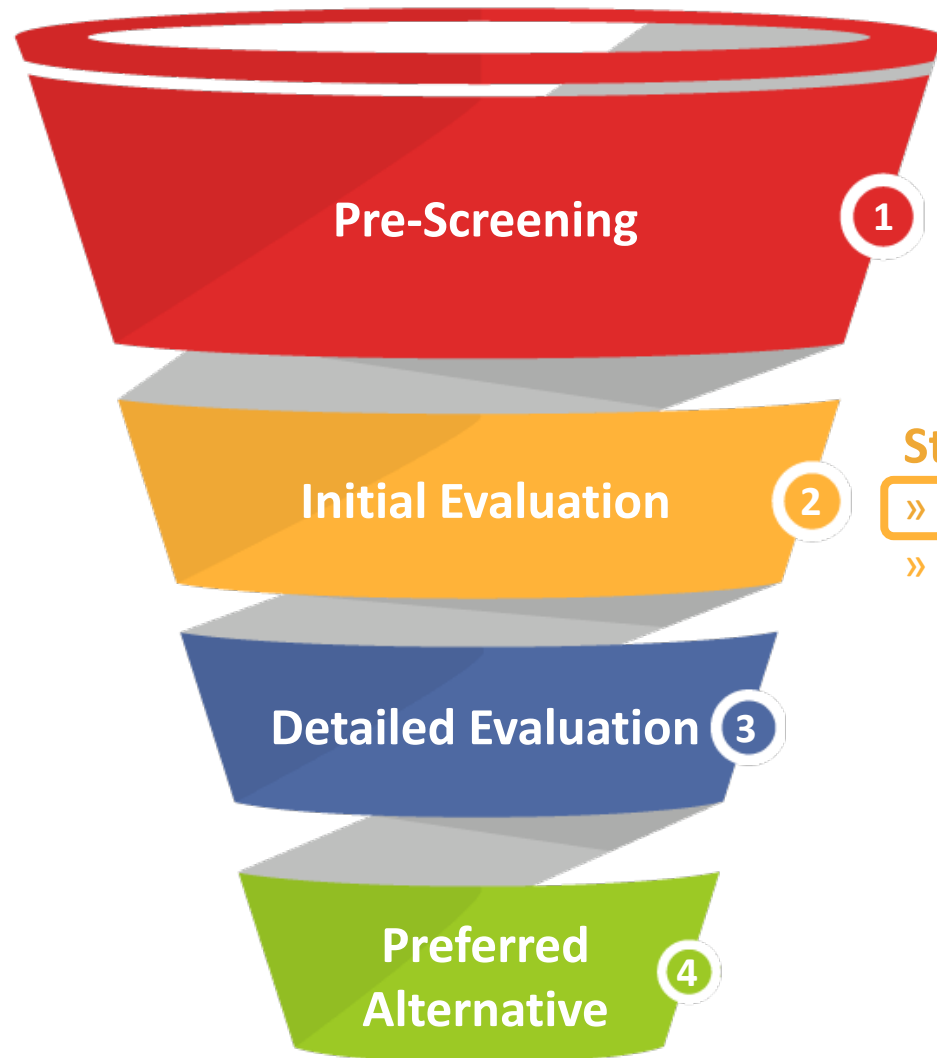 Pre-Screening
1
Initial Evaluation
2
»
»
Detailed Evaluation
3
Preferred
Alternative
4